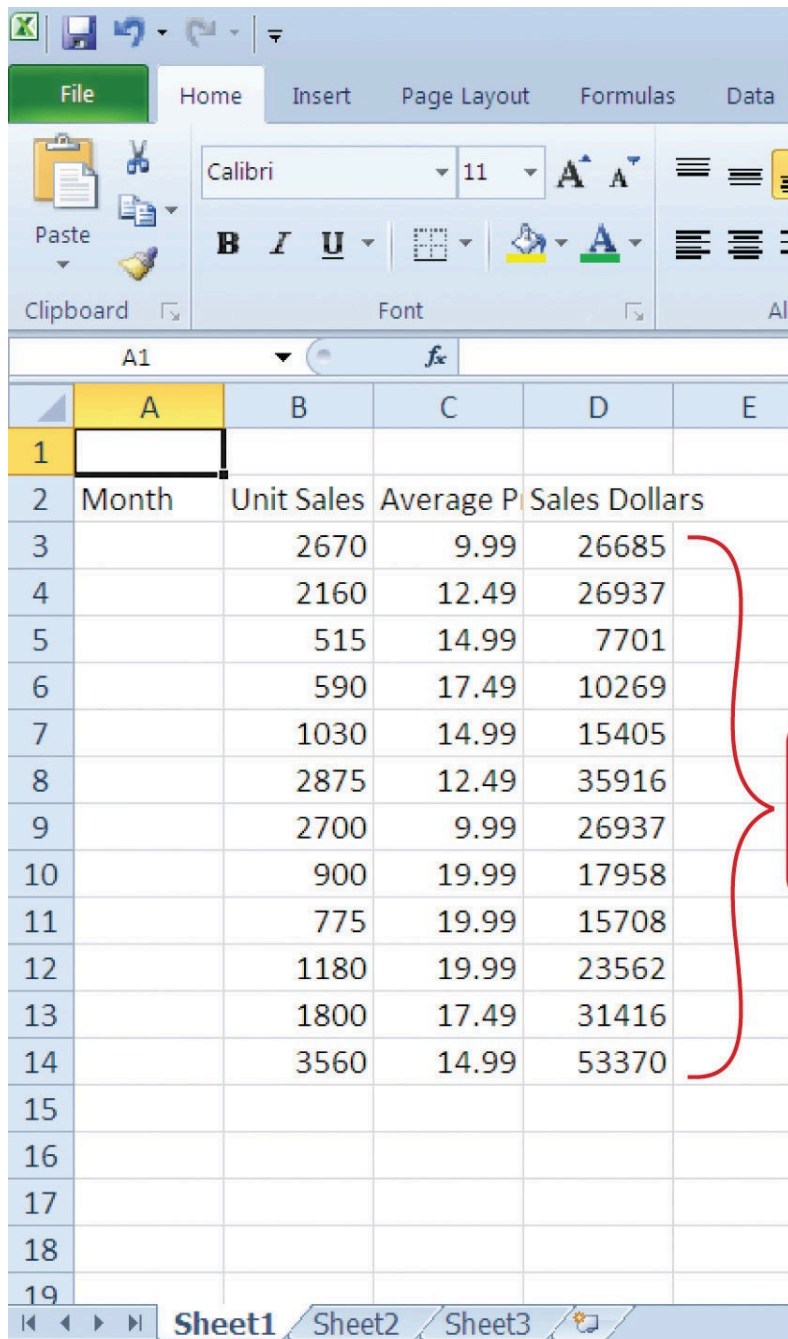 File Home Insert Page Layout Formulas Data
Calibri 11 A A
Paste B I U A
Clipboard Font Al
A1 fx
A B C D E
1
2 Month Unit Sales Average P Sales Dollars
3 2670 9.99 26685
4 2160 12.49 26937
5 515 14.99 7701
6 590 17.49 10269
7 1030 14.99 15405
8 2875 12.49 35916
9 2700 9.99 26937
10 900 19.99 17958
11 775 19.99 15708
12 1180 19.99 23562
13 1800 17.49 31416
14 3560 14.99 53370
15
16
17
18
19
Sheet1 Sheet2 Sheet3